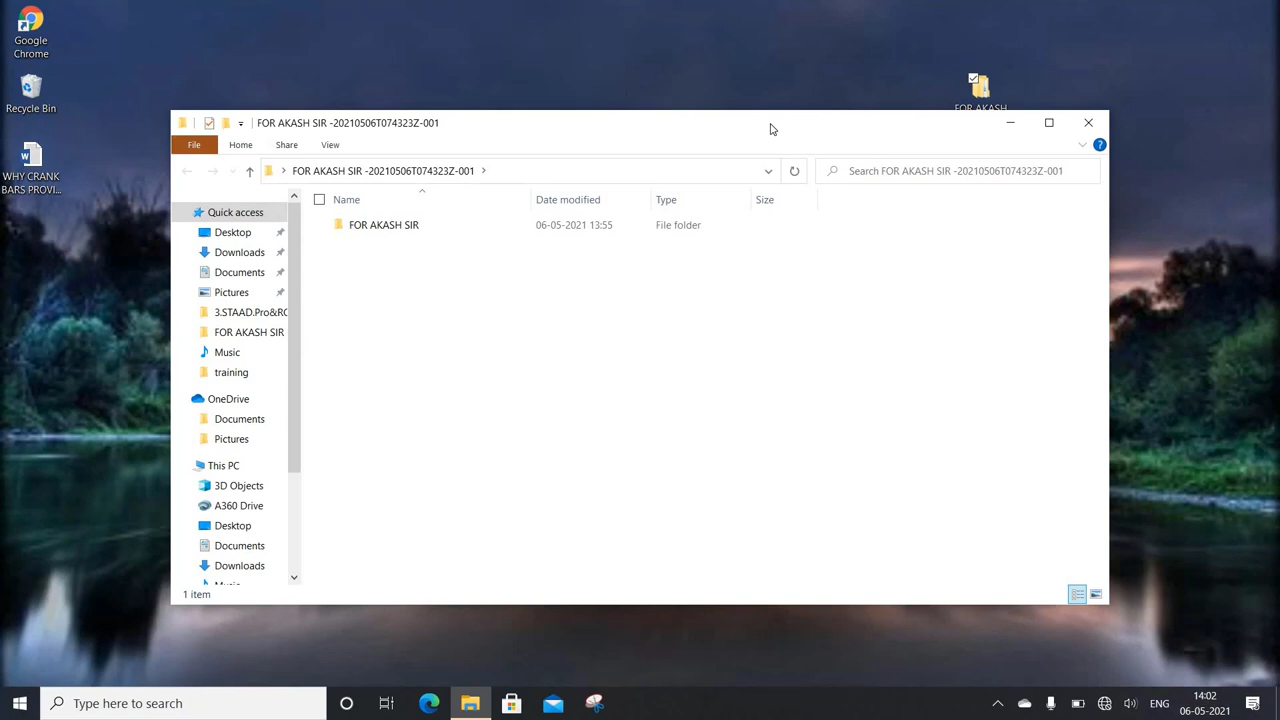 Google
Chrome
Recycle Bin
WHY CRANK
BARS PROVI...
FOR AKASH
FOR AKASH SIR -20210506T074323Z-001
File
Home
Share
View
FOR AKASH SIR -20210506T074323Z-001
Search FOR AKASH SIR -20210506T074323Z-001
Name
Date modified
Type
Size
FOR AKASH SIR
06-05-2021 13:55
File folder
Quick access
Desktop
Downloads
Documents
Pictures
3.STAAD.Pro&RC
FOR AKASH SIR
Music
training
OneDrive
Documents
Pictures
This PC
3D Objects
A360 Drive
Desktop
Documents
Downloads
Music
1 item
Type here to search
ENG
14:02
06-05-2021